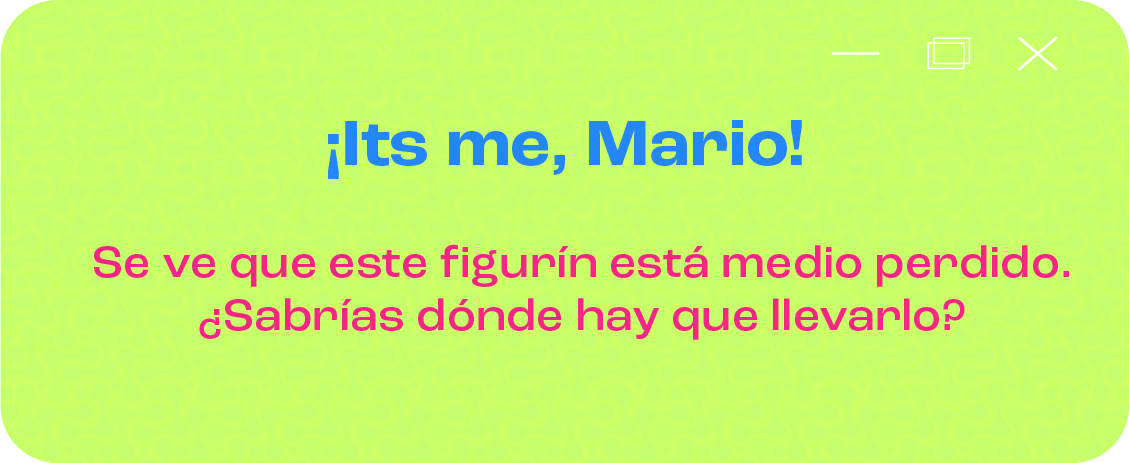 ¡Its me, Mario!
Se ve que este figurín está medio perdido.
¿Sabrías dónde hay que llevarlo?